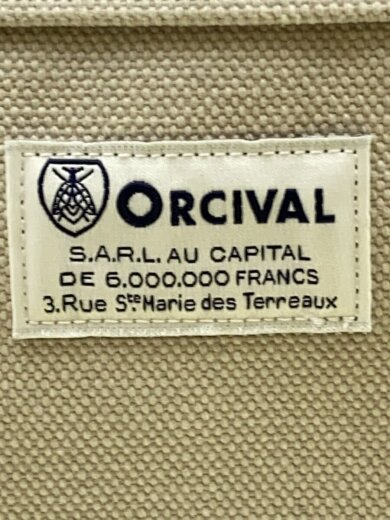 ORCIVAL
S.A.R.L. AU CAPITAL
DE 6.000.000 FRANCS
3.Rue Ste Marie des Terreaux